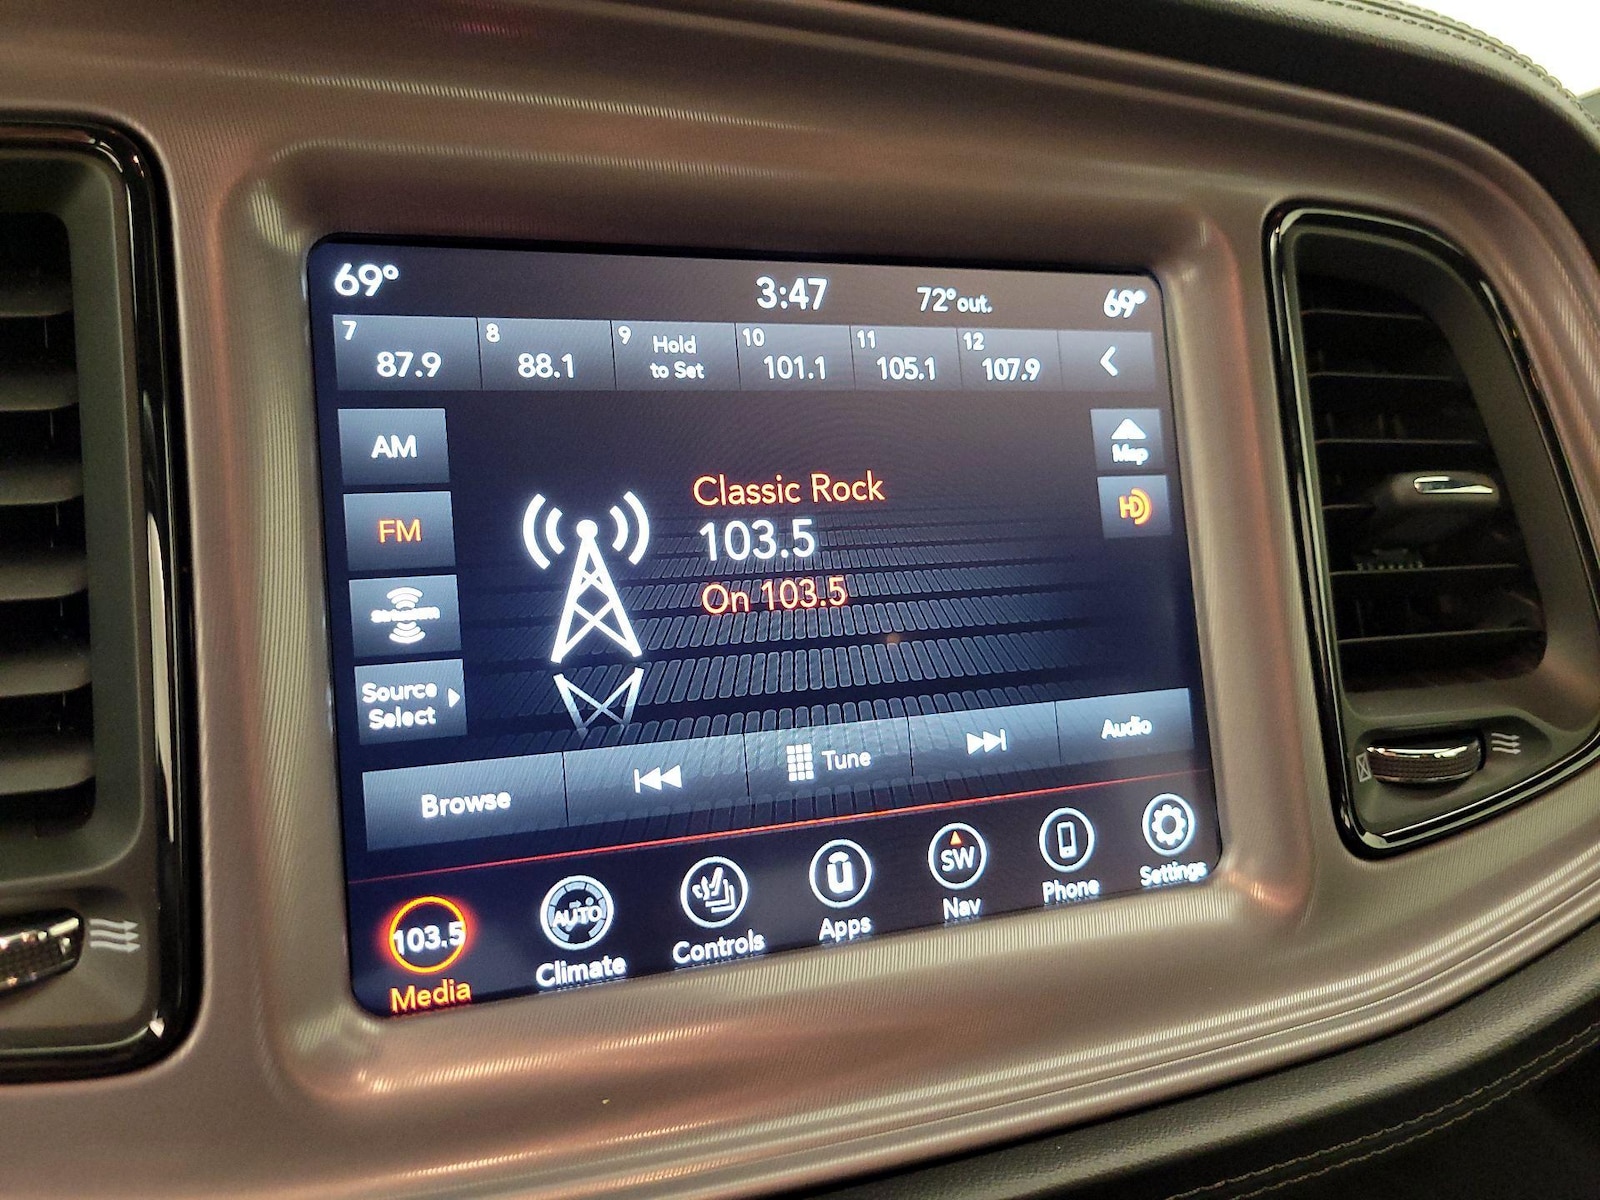 69°
3:47
72° out.
69°
7
87.9
8
88.1
9
Hold
to Set
10
101.1
11
105.1
12
107.9
AM
FM
Source
Select
Classic Rock
103.5
On 103.5
Map
HD
Browse
Tune
Audio
103.5
Media
AUTO
Climate
Controls
Apps
SW
Nav
Phone
Settings